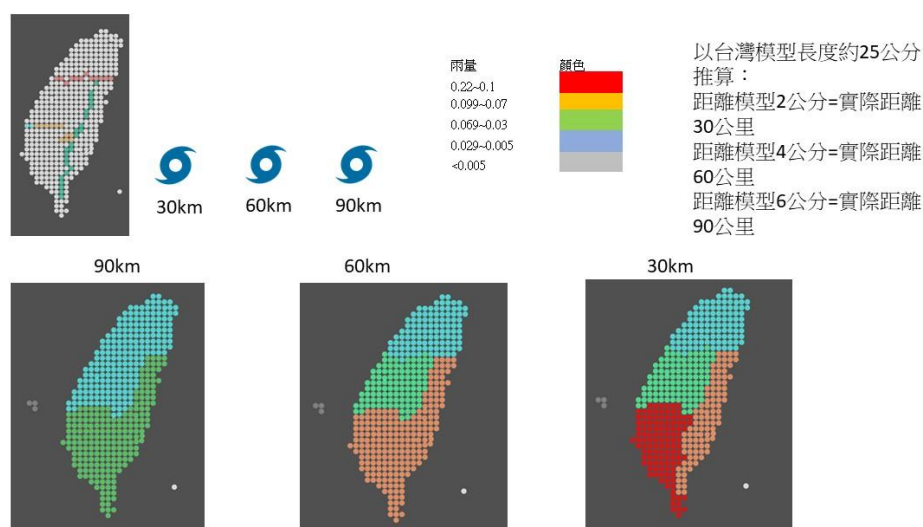 30km
60km
90km
雨量
顏色
0.22~0.1
0.099~0.07
0.069~0.03
0.029~0.005
<0.005
以台灣模型長度約25公分
推算：
距離模型2公分=實際距離
30公里
距離模型4公分=實際距離
60公里
距離模型6公分=實際距離
90公里
90km
60km
30km